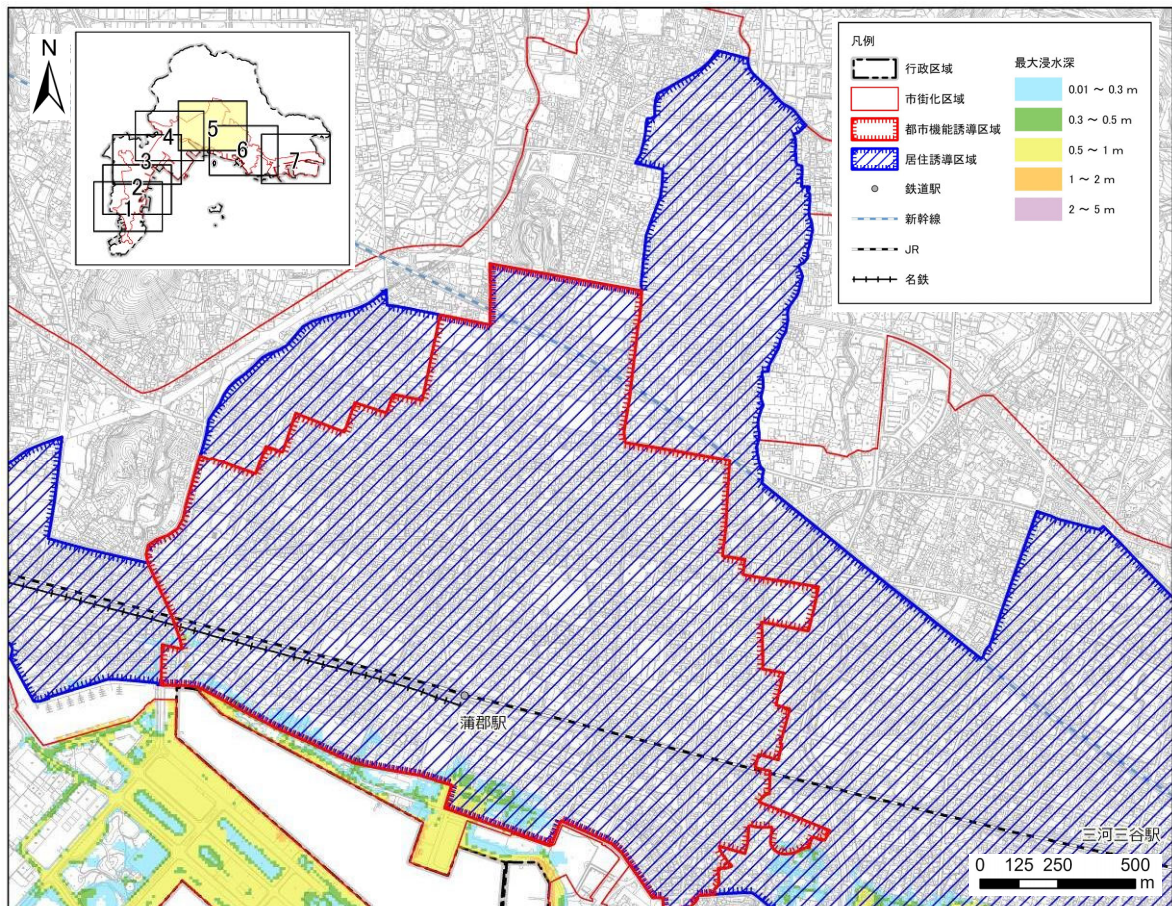 N
1
2
3
4
5
6
7
凡例
行政区域
市街化区域
都市機能誘導区域
居住誘導区域
鉄道駅
新幹線
JR
名鉄
最大浸水深
0.01 ～ 0.3 m
0.3 ～ 0.5 m
0.5 ～ 1 m
1 ～ 2 m
2 ～ 5 m
蒲郡駅
三河三谷駅
0 125 250 500
m